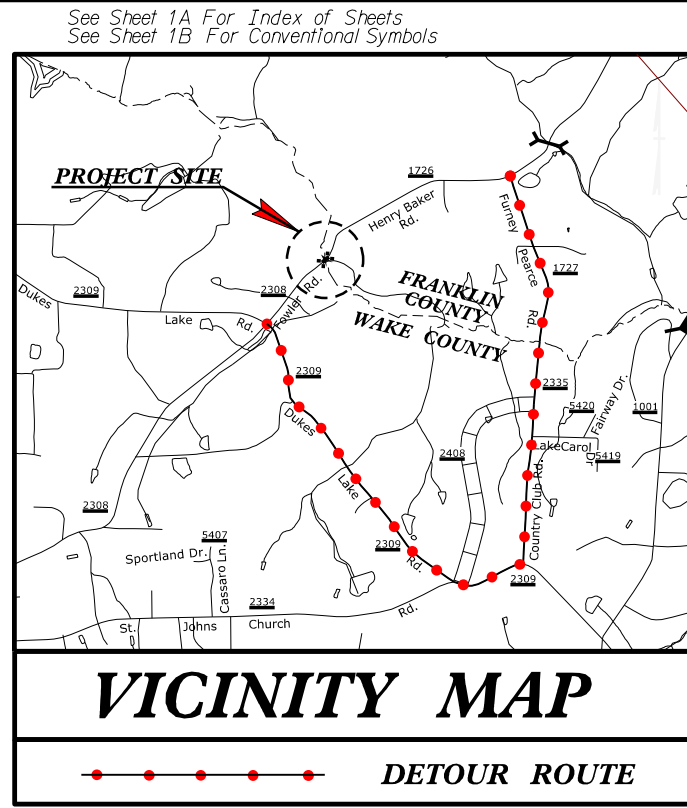 See Sheet 1A For Index of Sheets
See Sheet 1B For Conventional Symbols
PROJECT SITE
1726
Henry Baker
Rd.
Furney
Pearce
Rd.
1727
2309
Dukes
Lake
Rd.
2308
Fowler Rd.
FRANKLIN
COUNTY
WAKE COUNTY
2309
Dukes
Lake
2309
Rd.
2335
5420
Fairway Dr.
1001
LakeCarol
Dr
5419
2408
Country Club Rd.
2309
2308
5407
Sportland Dr.
Cassaro Ln.
2334
St. Johns Church Rd.
VICINITY MAP
DETOUR ROUTE